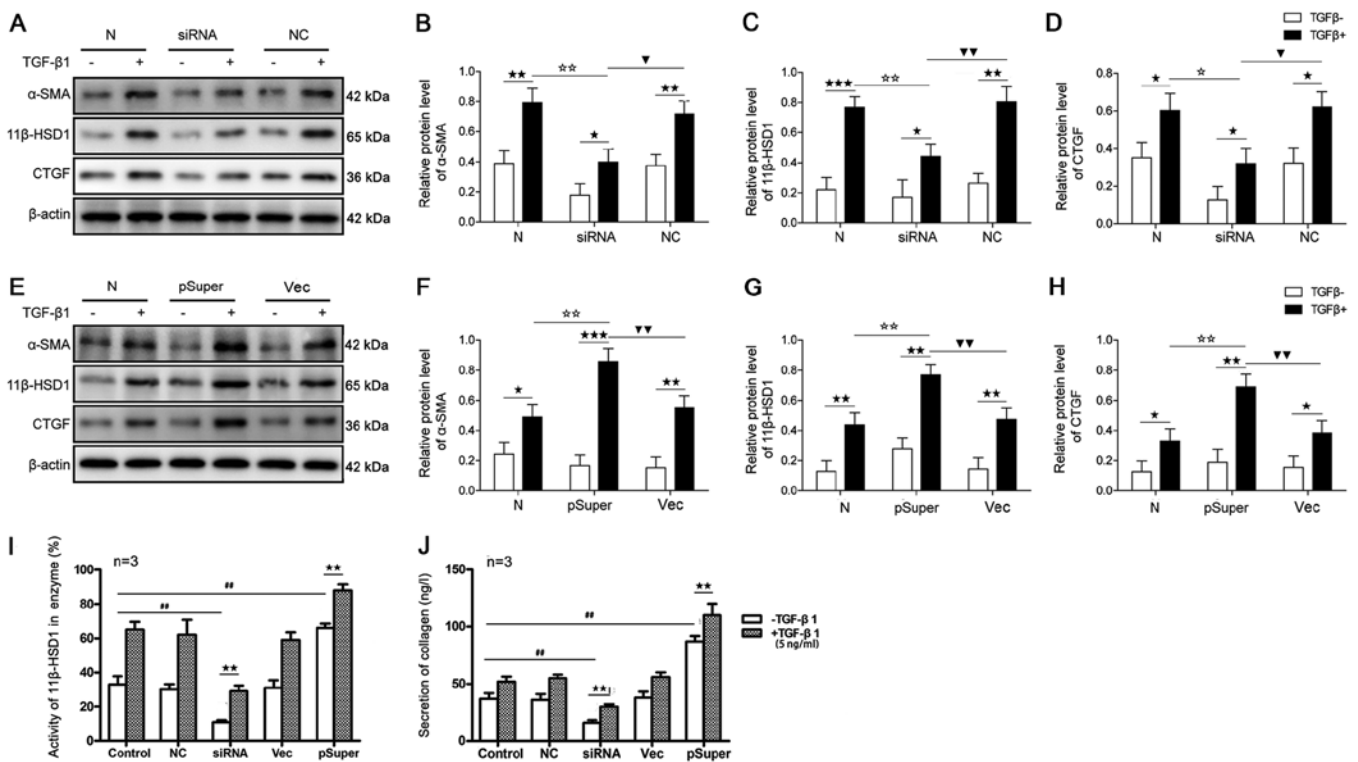 A
N siRNA NC
TGF-β1 - + - + - +
α-SMA 42 kDa
11β-HSD1 65 kDa
CTGF 36 kDa
β-actin 42 kDa
B
Relative protein level
of α-SMA
1.0
0.8
0.6
0.4
0.2
0.0
★★ ☆☆ ▼ ★ ★★
N siRNA NC
C
Relative protein level
of 11β-HSD1
1.0
0.8
0.6
0.4
0.2
0.0
★★★ ☆☆ ▼▼ ★ ★★
N siRNA NC
D
TGFβ-
TGFβ+
Relative protein level
of CTGF
0.8
0.6
0.4
0.2
0.0
★ ☆ ▼ ★ ★
N siRNA NC
E
N pSuper Vec
TGF-β1 - + - + - +
α-SMA 42 kDa
11β-HSD1 65 kDa
CTGF 36 kDa
β-actin 42 kDa
F
Relative protein level
of α-SMA
1.0
0.8
0.6
0.4
0.2
0.0
☆☆ ★★★ ▼▼ ★ ★★
N pSuper Vec
G
Relative protein level
of 11β-HSD1
1.0
0.8
0.6
0.4
0.2
0.0
☆☆ ★★ ▼▼ ★★ ★★
N pSuper Vec
H
TGFβ-
TGFβ+
Relative protein level
of CTGF
1.0
0.8
0.6
0.4
0.2
0.0
☆☆ ★★ ▼▼ ★ ★
N pSuper Vec
I
n=3
Activity of 11β-HSD1 in enzyme (%)
100
80
60
40
20
0
## ## ★★ ★★
Control NC siRNA Vec pSuper
J
n=3
Secretion of collagen (ng/l)
150
100
50
0
## ## ★★ ★★
Control NC siRNA Vec pSuper
-TGF-β 1
+TGF-β 1
(5 ng/ml)